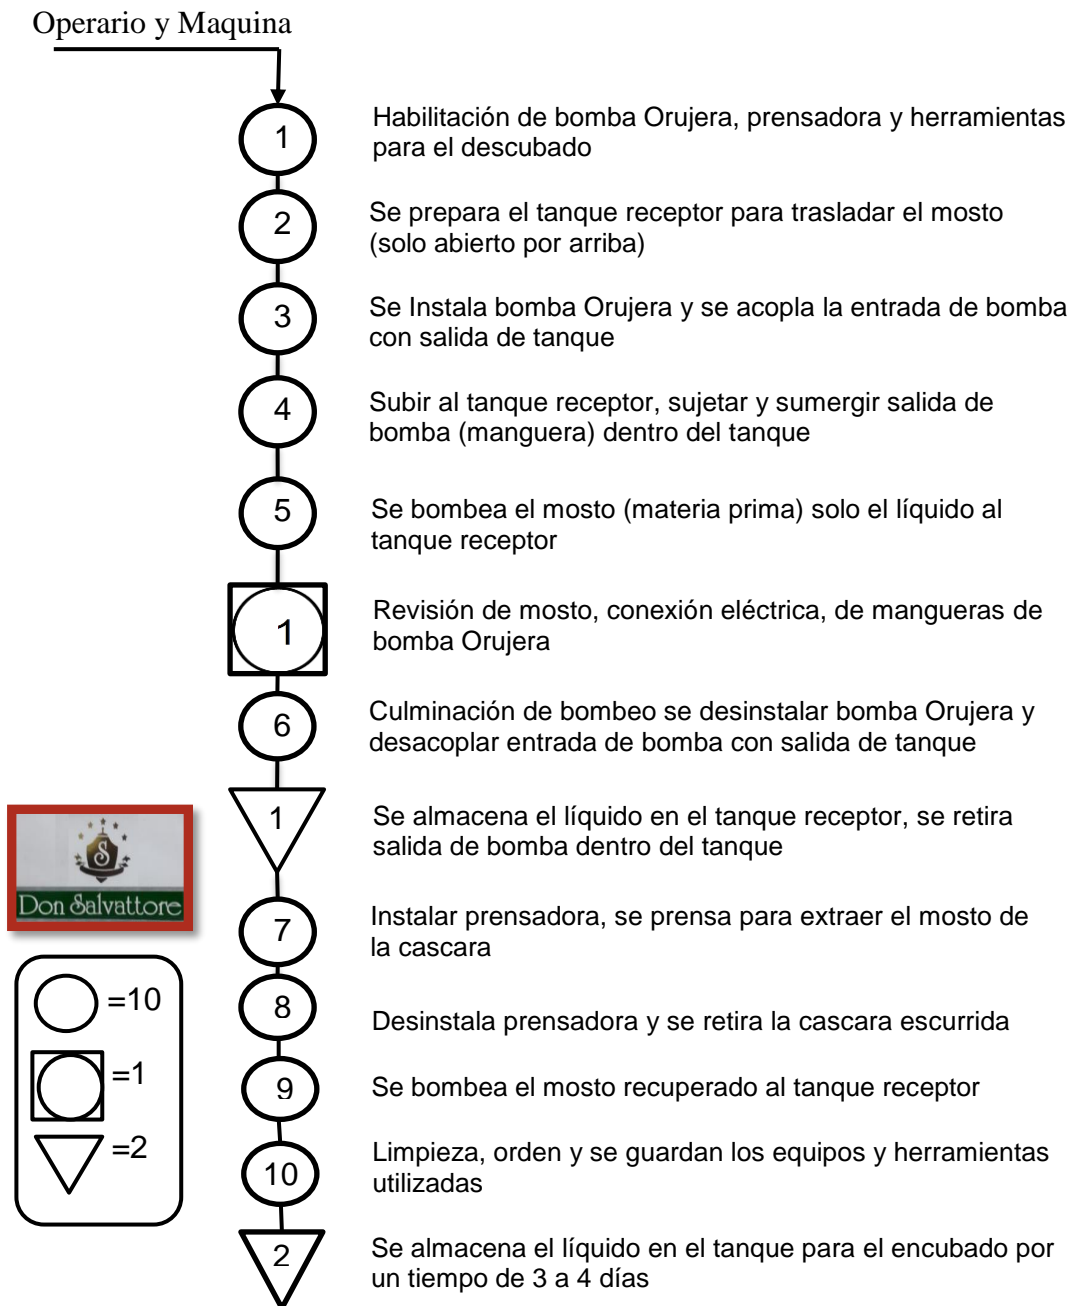 Operario y Maquina
1
Habilitación de bomba Orujera, prensadora y herramientas
para el descubado
2
Se prepara el tanque receptor para trasladar el mosto
(solo abierto por arriba)
3
Se Instala bomba Orujera y se acopla la entrada de bomba
con salida de tanque
4
Subir al tanque receptor, sujetar y sumergir salida de
bomba (manguera) dentro del tanque
5
Se bombea el mosto (materia prima) solo el líquido al
tanque receptor
1
Revisión de mosto, conexión eléctrica, de mangueras de
bomba Orujera
6
Culminación de bombeo se desinstalar bomba Orujera y
desacoplar entrada de bomba con salida de tanque
1
Se almacena el líquido en el tanque receptor, se retira
salida de bomba dentro del tanque
S
Don Salvattore
7
Instalar prensadora, se prensa para extraer el mosto de
la cascara
8
Desinstala prensadora y se retira la cascara escurrida
9
Se bombea el mosto recuperado al tanque receptor
10
Limpieza, orden y se guardan los equipos y herramientas
utilizadas
2
Se almacena el líquido en el tanque para el encubado por
un tiempo de 3 a 4 días
=10
=1
=2